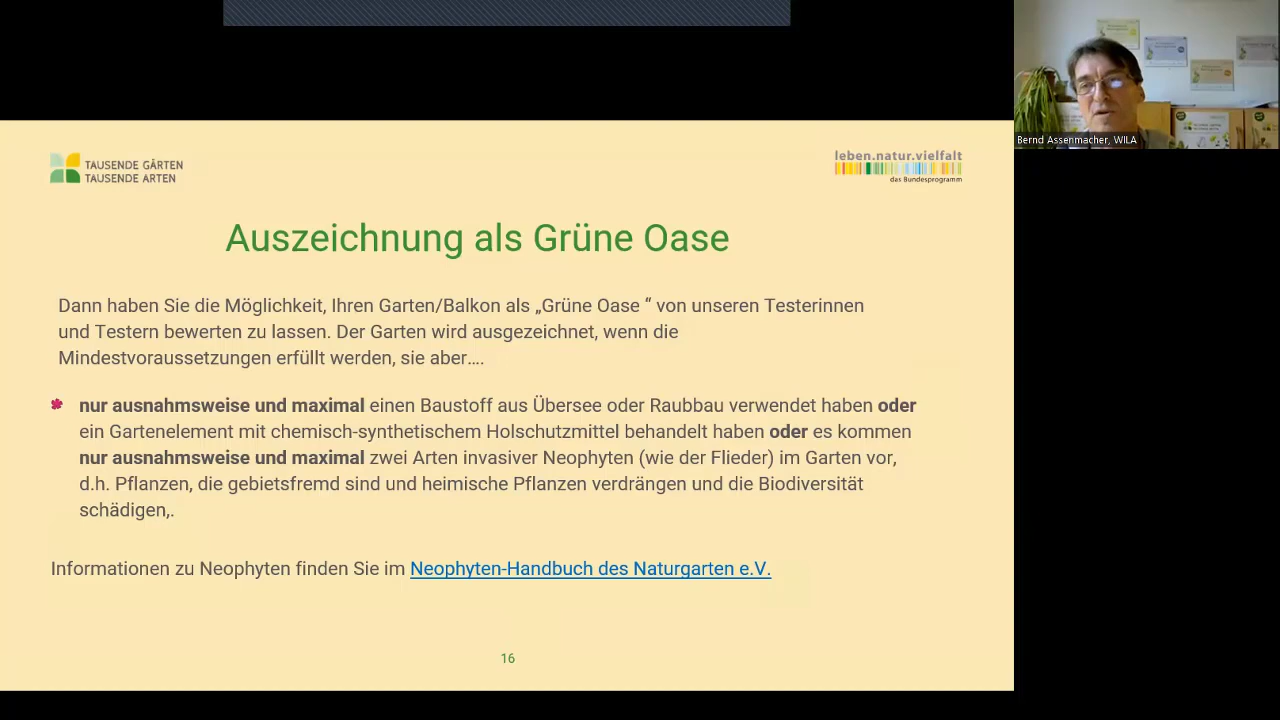 Bernd Assenmacher, WILA
TAUSENDE GÄRTEN
TAUSENDE ARTEN
leben.natur.vielfalt
das Bundesprogramm
Auszeichnung als Grüne Oase
Dann haben Sie die Möglichkeit, Ihren Garten/Balkon als „Grüne Oase “ von unseren Testerinnen
und Testern bewerten zu lassen. Der Garten wird ausgezeichnet, wenn die
Mindestvoraussetzungen erfüllt werden, sie aber….
nur ausnahmsweise und maximal einen Baustoff aus Übersee oder Raubbau verwendet haben oder
ein Gartenelement mit chemisch-synthetischem Holschutzmittel behandelt haben oder es kommen
nur ausnahmsweise und maximal zwei Arten invasiver Neophyten (wie der Flieder) im Garten vor,
d.h. Pflanzen, die gebietsfremd sind und heimische Pflanzen verdrängen und die Biodiversität
schädigen,.
Informationen zu Neophyten finden Sie im Neophyten-Handbuch des Naturgarten e.V.
16